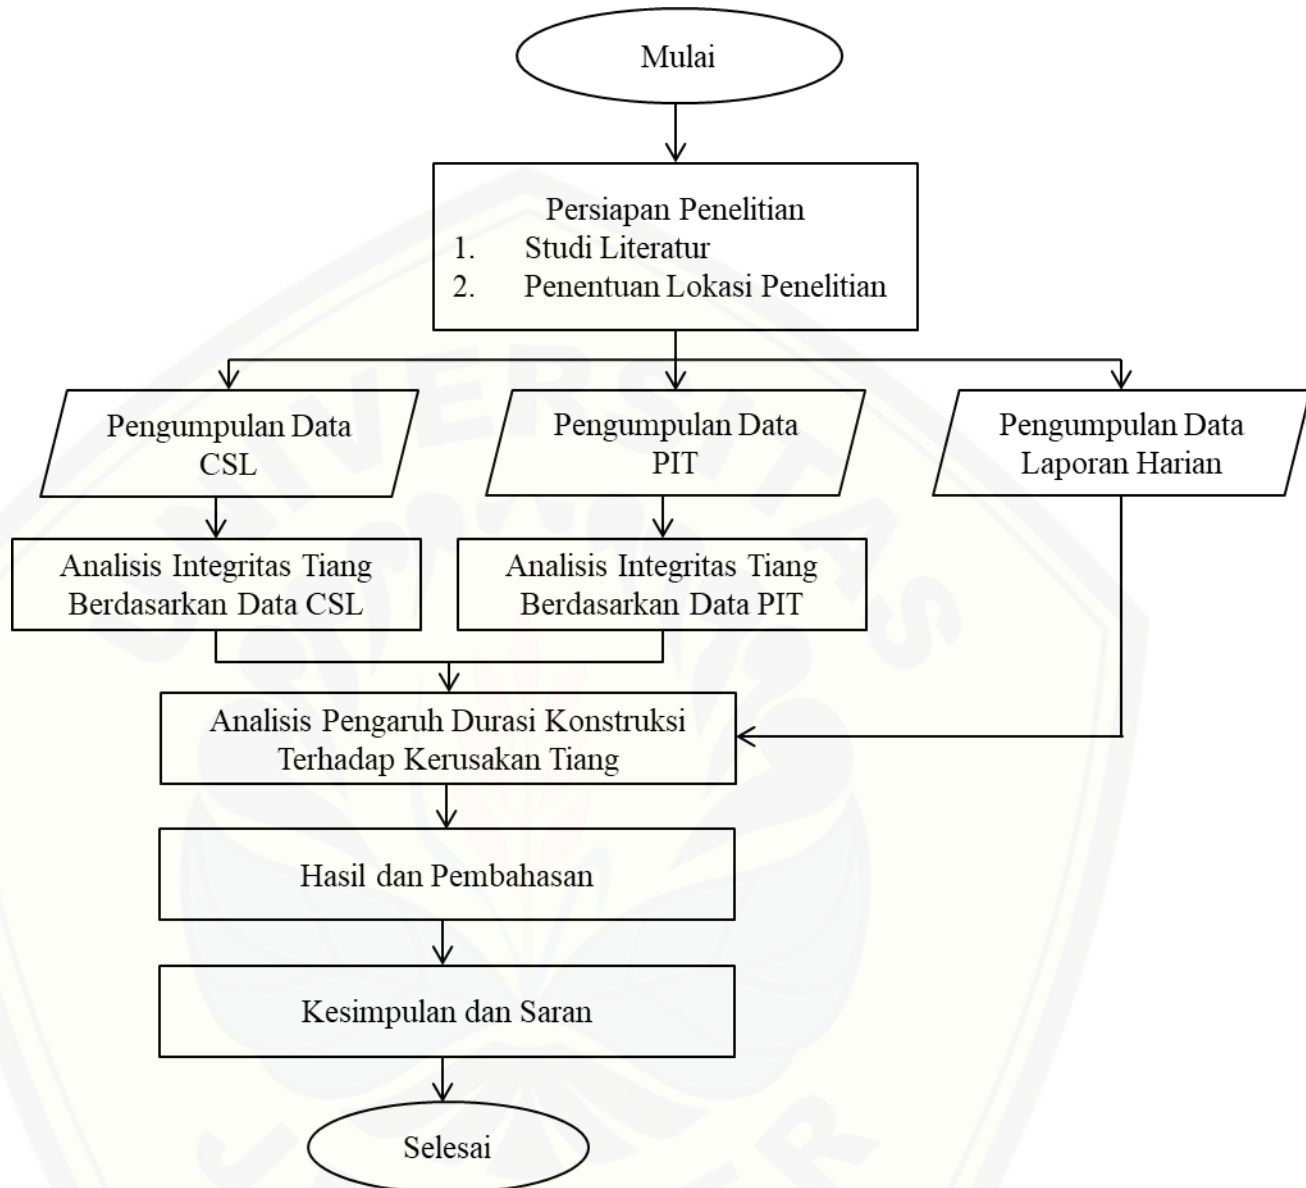 Mulai
Persiapan Penelitian
1. Studi Literatur
2. Penentuan Lokasi Penelitian
Pengumpulan Data
CSL
Pengumpulan Data
PIT
Pengumpulan Data
Laporan Harian
Analisis Integritas Tiang
Berdasarkan Data CSL
Analisis Integritas Tiang
Berdasarkan Data PIT
Analisis Pengaruh Durasi Konstruksi
Terhadap Kerusakan Tiang
Hasil dan Pembahasan
Kesimpulan dan Saran
Selesai
UNIVERSITAS